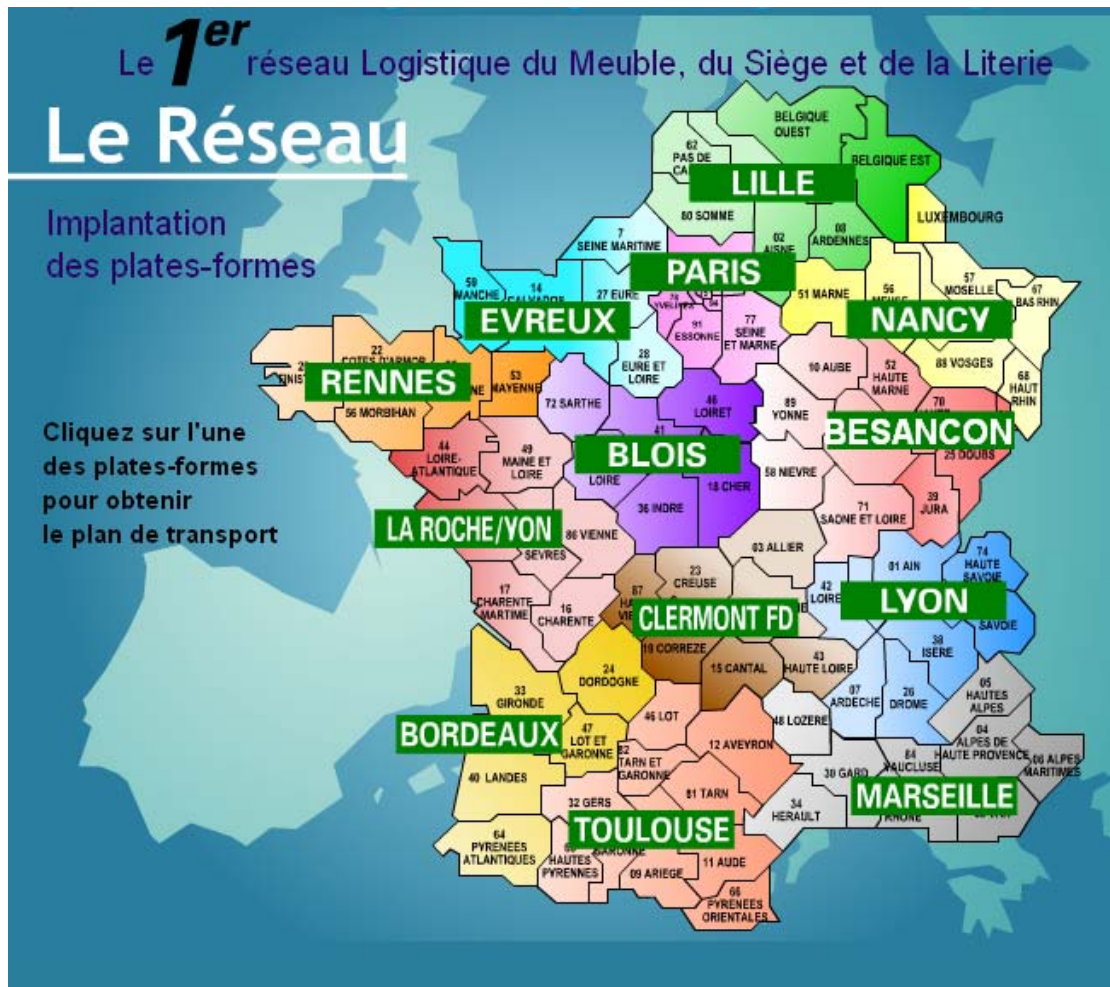 Le 1er réseau Logistique du Meuble, du Siège et de la Literie
Le Réseau
Implantation
des plates-formes
Cliquez sur l'une
des plates-formes
pour obtenir
le plan de transport
BELGIQUE
OUEST
BELGIQUE EST
62
PAS DE
LILLE
80 SOMME
02
AISNE
08
ARDENNES
LUXEMBOURG
7
SEINE MARITIME
PARIS
50
MANCHE
14
CALVADOS
27 EURE
EVREUX
91
ESSONNE
77
SEINE
ET MARNE
28
EURE ET
LOIRE
51 MARNE
56
57
MOSELLE
67
BAS RHIN
NANCY
88 VOSGES
68
HAUT
RHIN
10 AUBE
52
HAUTE
MARNE
22
COTES D'ARMOR
RENNES
56 MORBIHAN
53
MAYENNE
72 SARTHE
46
LOIRET
89
YONNE
70
BESANCON
25 DOUBS
44
LOIRE-
ATLANTIQUE
49
MAINE ET
LOIRE
41
BLOIS
LOIRE
18 CHER
58 NIEVRE
39
JURA
36 INDRE
71
SAONE ET LOIRE
LA ROCHE/YON
SEVRES
86 VIENNE
03 ALLIER
23
CREUSE
01 AIN
74
HAUTE
SAVOIE
17
CHARENTE
MARTIME
16
CHARENTE
87
CLERMONT FD
42
LOIRE
LYON
SAVOIE
19 CORREZE
15 CANTAL
43
HAUTE LOIRE
38
ISERE
24
DORDOGNE
33
GIRONDE
07
ARDECHE
26
DROME
05
HAUTES
ALPES
BORDEAUX
47
LOT ET
GARONNE
46 LOT
48 LOZERE
12 AVEYRON
04
ALPES DE
HAUTE PROVENCE
06 ALPES
MARITIMES
40 LANDES
82
TARN ET
GARONNE
84
VAUCLUSE
30 GARD
MARSEILLE
RHONE
32 GERS
81 TARN
34
HERAULT
TOULOUSE
64
PYRENEES
ATLANTIQUES
HAUTES
PYRENNES
GARONNE
09 ARIEGE
11 AUDE
66
PYRENEES
ORIENTALES